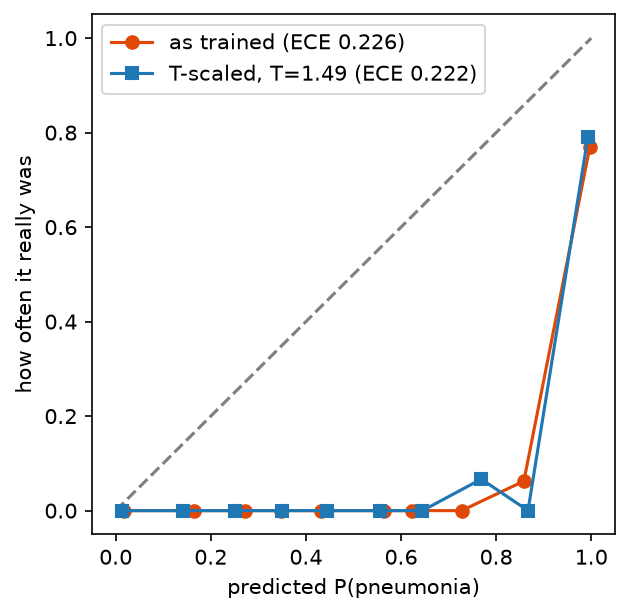 as trained (ECE 0.226)
T-scaled, T=1.49 (ECE 0.222)
1.0
0.8
0.6
0.4
0.2
0.0
how often it really was
0.0 0.2 0.4 0.6 0.8 1.0
predicted P(pneumonia)